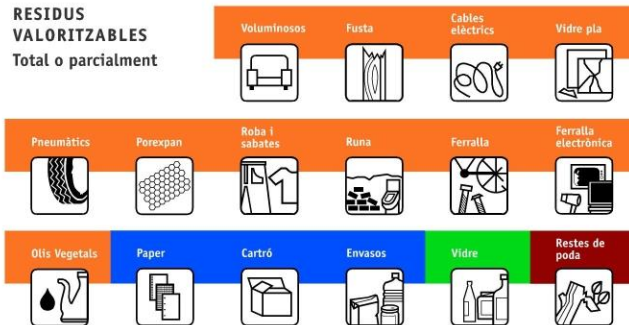 RESIDUS
VALORITZABLES
Total o parcialment
Voluminosos
Fusta
Cables
elèctrics
Vidre pla
Pneumàtics
Porexpan
Roba i
sabates
Runa
Ferralla
Ferralla
electrònica
Olis Vegetals
Paper
Cartró
Envasos
Vidre
Restes de
poda